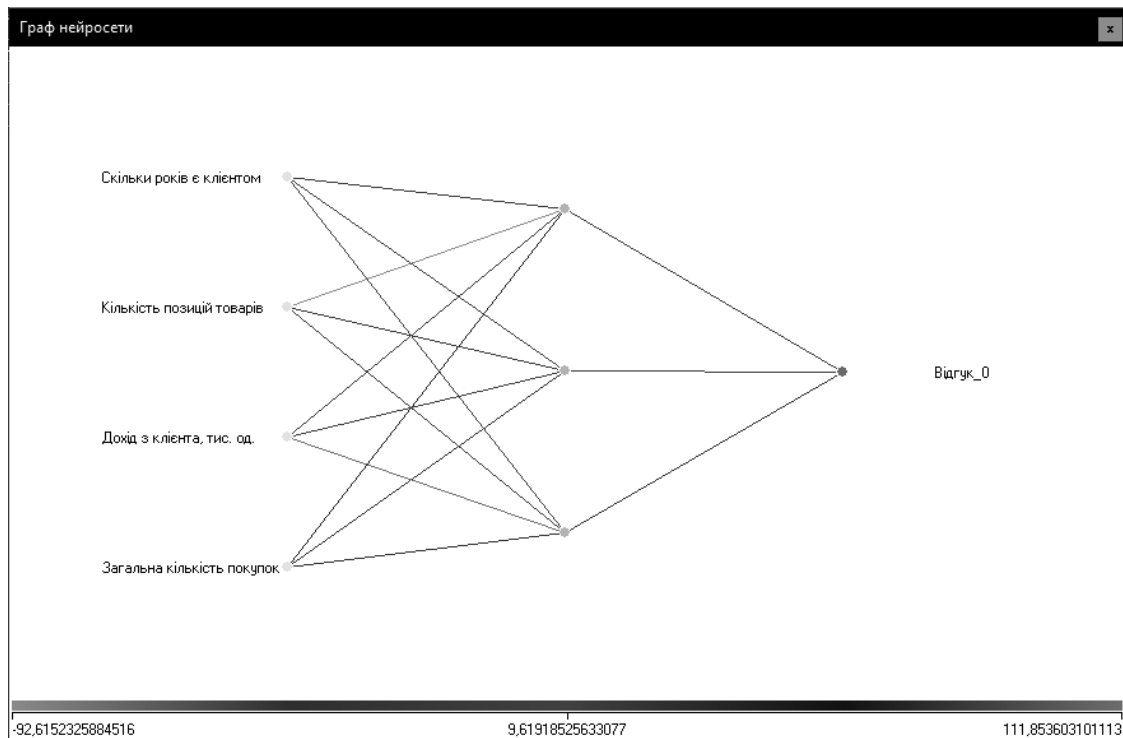 Граф нейросети
x
Скільки років є клієнтом
Кількість позицій товарів
Дохід з клієнта, тис. од.
Загальна кількість покупок
Відгук_0
-92,6152325884516
9,61918525633077
111,853603101113